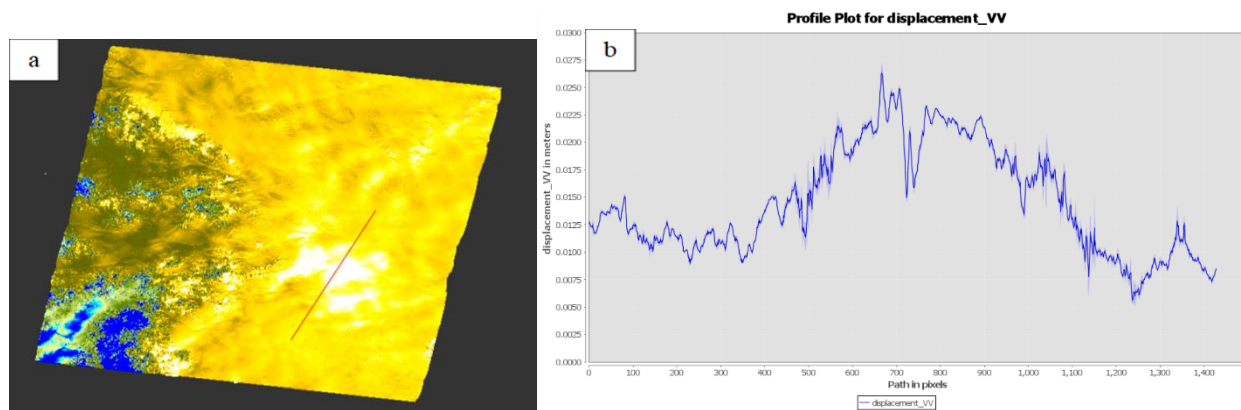 a
b
Profile Plot for displacement_VV
displacement_VV in meters
0.0300
0.0275
0.0250
0.0225
0.0200
0.0175
0.0150
0.0125
0.0100
0.0075
0.0050
0.0025
0.0000
0 100 200 300 400 500 600 700 800 900 1,000 1,100 1,200 1,300 1,400
Path in pixels
displacement_VV